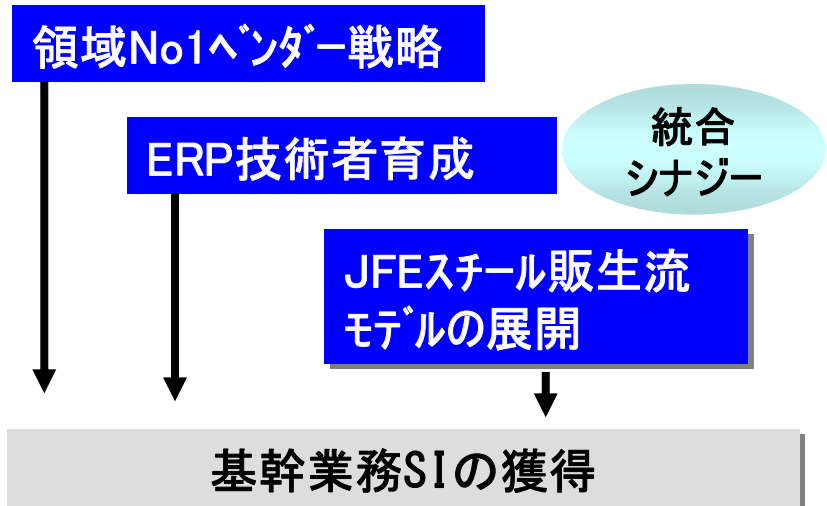 領域No1ﾍﾞﾝﾀﾞｰ戦略
ERP技術者育成
統合
シナジー
JFEｽﾁｰﾙ販生流
ﾓﾃﾞﾙの展開
基幹業務SIの獲得